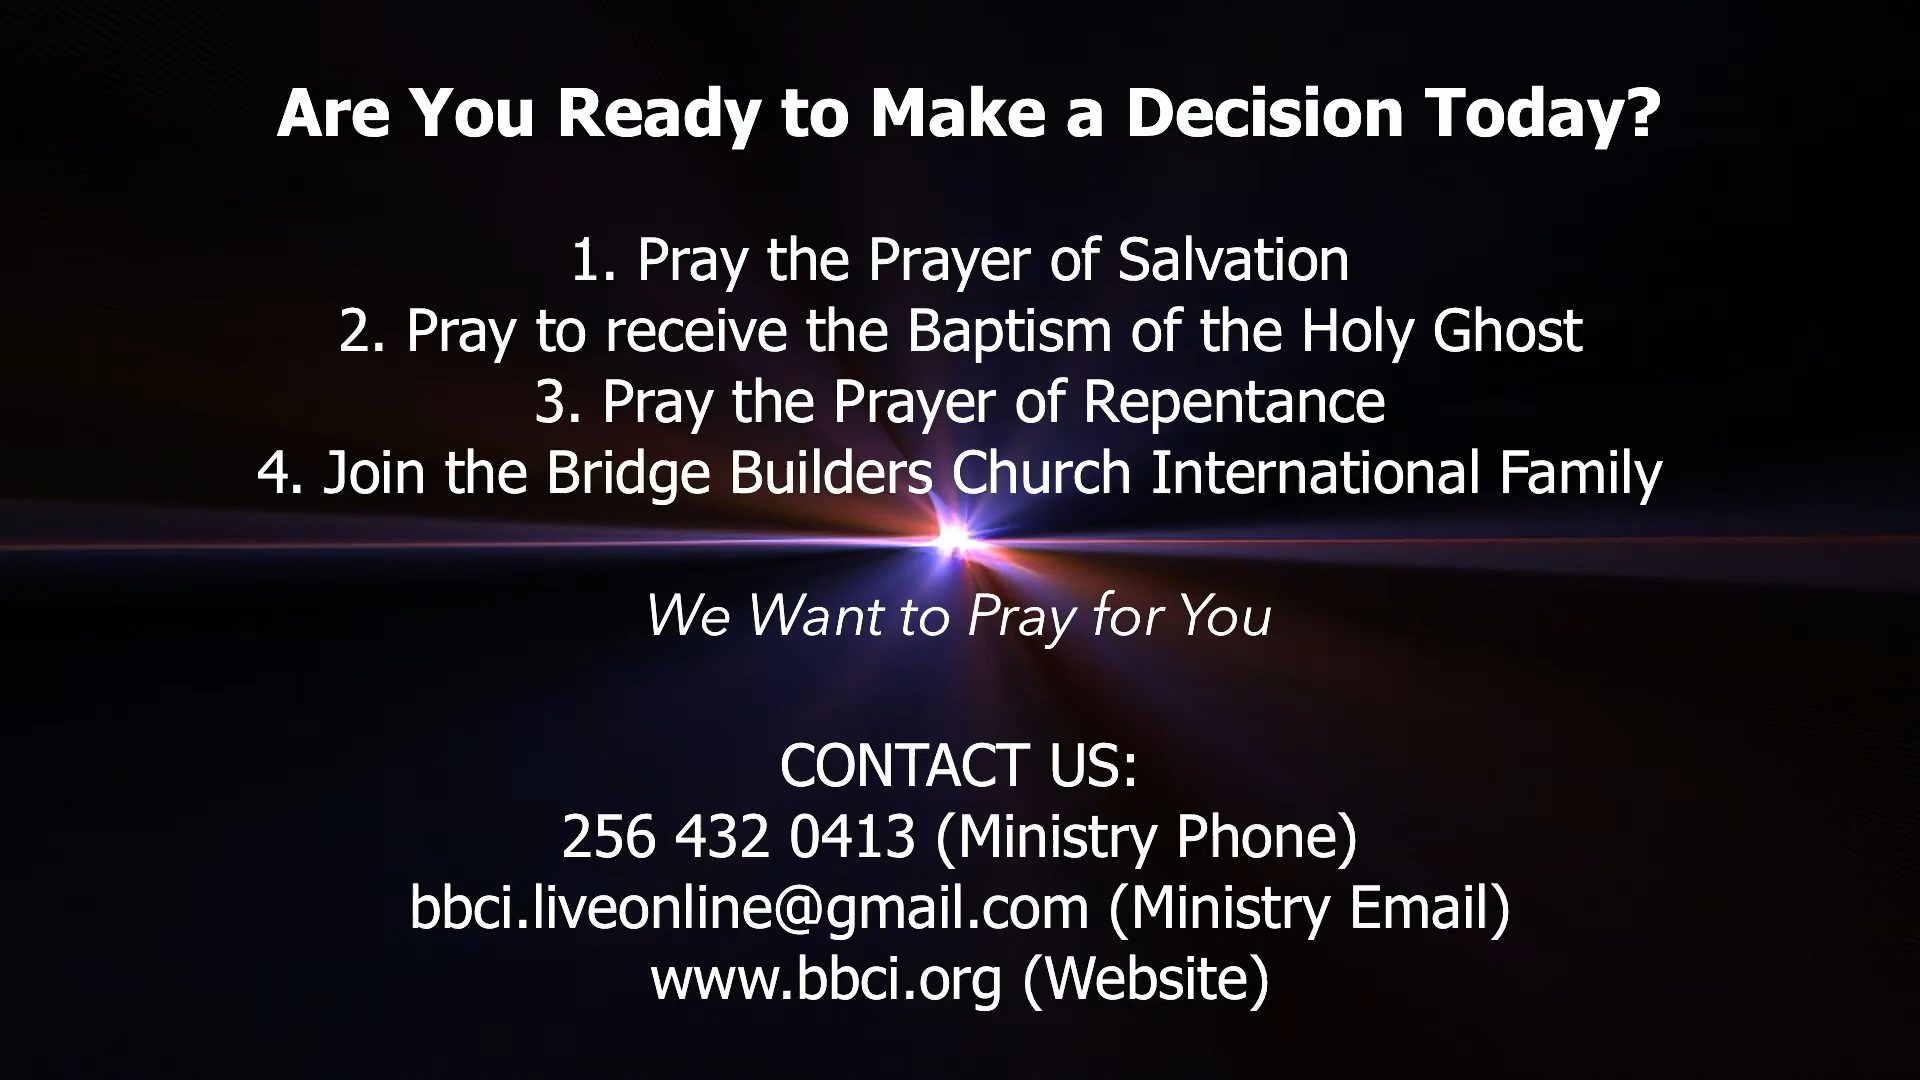 Are You Ready to Make a Decision Today?
1. Pray the Prayer of Salvation
2. Pray to receive the Baptism of the Holy Ghost
3. Pray the Prayer of Repentance
4. Join the Bridge Builders Church International Family
We Want to Pray for You
CONTACT US:
256 432 0413 (Ministry Phone)
bbci.liveonline@gmail.com (Ministry Email)
www.bbci.org (Website)